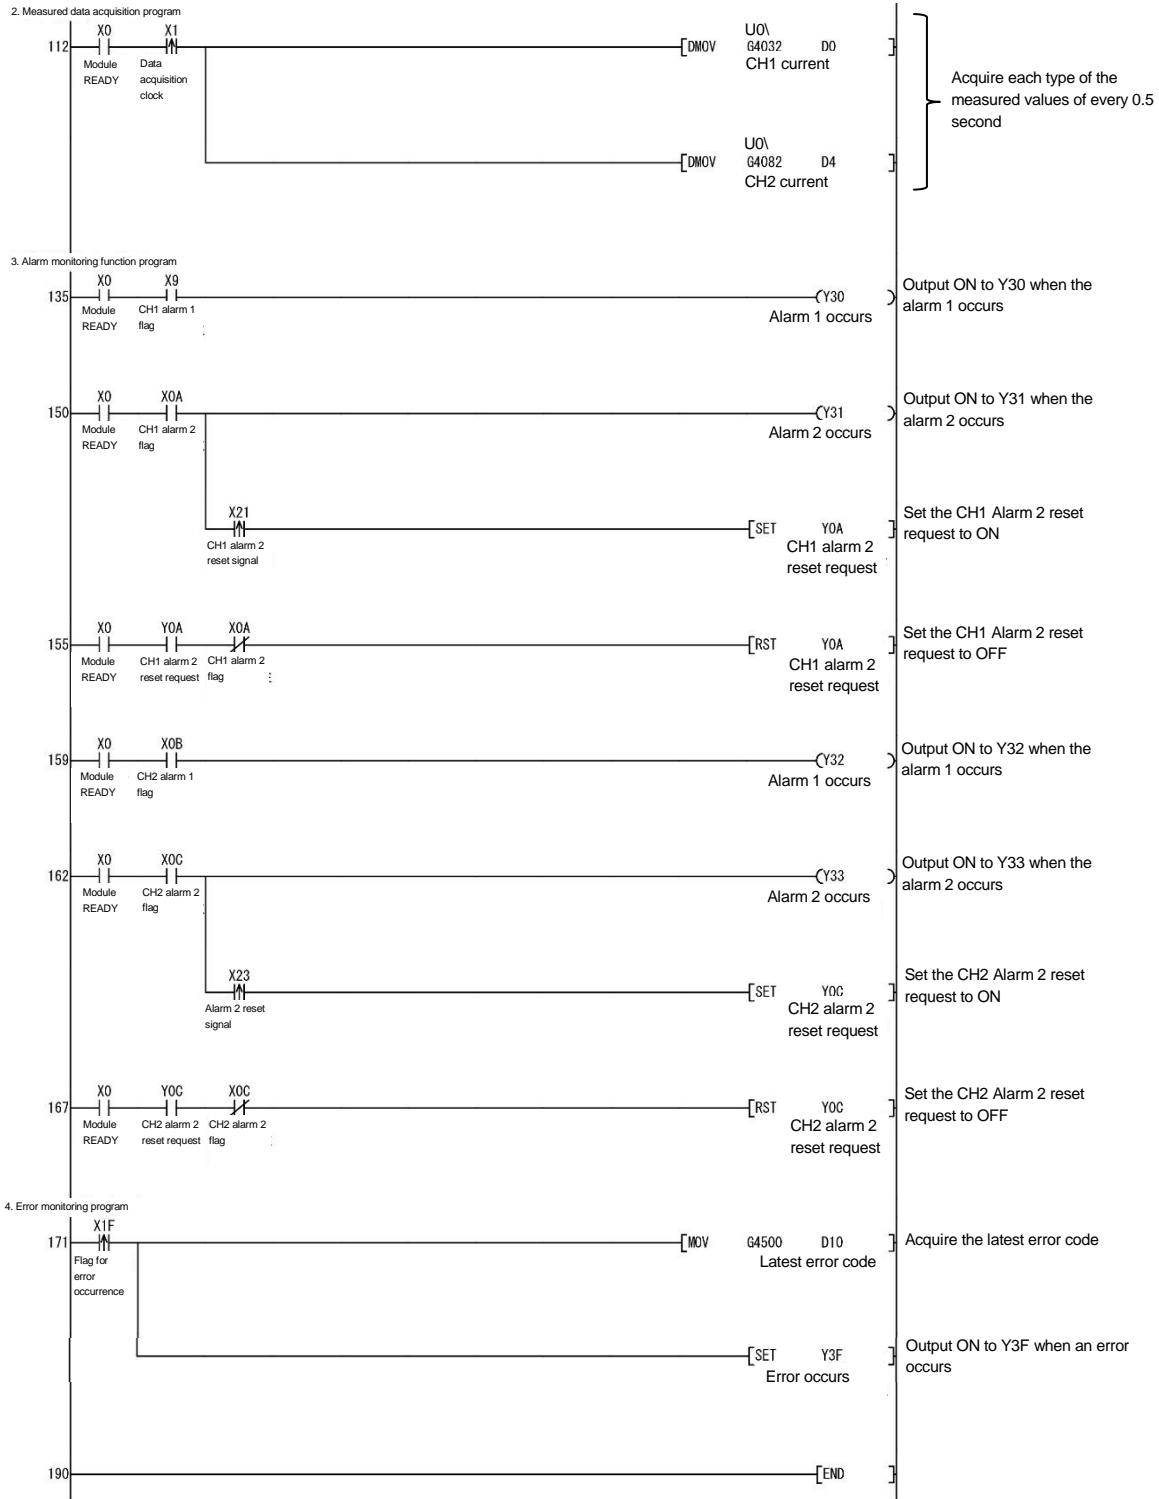 2. Measured data acquisition program
X0 X1 U0\
112 [DMOV G4032 D0 ]
Module READY
Data acquisition clock
CH1 current
Acquire each type of the
measured values of every 0.5
second
U0\
[DMOV G4082 D4 ]
CH2 current
3. Alarm monitoring function program
X0 X9
135 (Y30 )
Module READY
CH1 alarm 1 flag
Alarm 1 occurs
Output ON to Y30 when the
alarm 1 occurs
X0 X0A
150 (Y31 )
Module READY
CH1 alarm 2 flag
Alarm 2 occurs
Output ON to Y31 when the
alarm 2 occurs
X21
[SET Y0A ]
CH1 alarm 2
reset signal
CH1 alarm 2
reset request
Set the CH1 Alarm 2 reset
request to ON
X0 Y0A X0A
155 [RST Y0A ]
Module READY
CH1 alarm 2
reset request
CH1 alarm 2
flag
CH1 alarm 2
reset request
Set the CH1 Alarm 2 reset
request to OFF
X0 X0B
159 (Y32 )
Module READY
CH2 alarm 1
flag
Alarm 1 occurs
Output ON to Y32 when the
alarm 1 occurs
X0 X0C
162 (Y33 )
Module READY
CH2 alarm 2
flag
Alarm 2 occurs
Output ON to Y33 when the
alarm 2 occurs
X23
[SET Y0C ]
Alarm 2 reset
signal
CH2 alarm 2
reset request
Set the CH2 Alarm 2 reset
request to ON
X0 Y0C X0C
167 [RST Y0C ]
Module READY
CH2 alarm 2
reset request
CH2 alarm 2
flag
CH2 alarm 2
reset request
Set the CH2 Alarm 2 reset
request to OFF
4. Error monitoring program
X1F
171 [MOV G4500 D10 ]
Flag for
error
occurrence
Latest error code
Acquire the latest error code
[SET Y3F ]
Error occurs
Output ON to Y3F when an error
occurs
190 [END ]